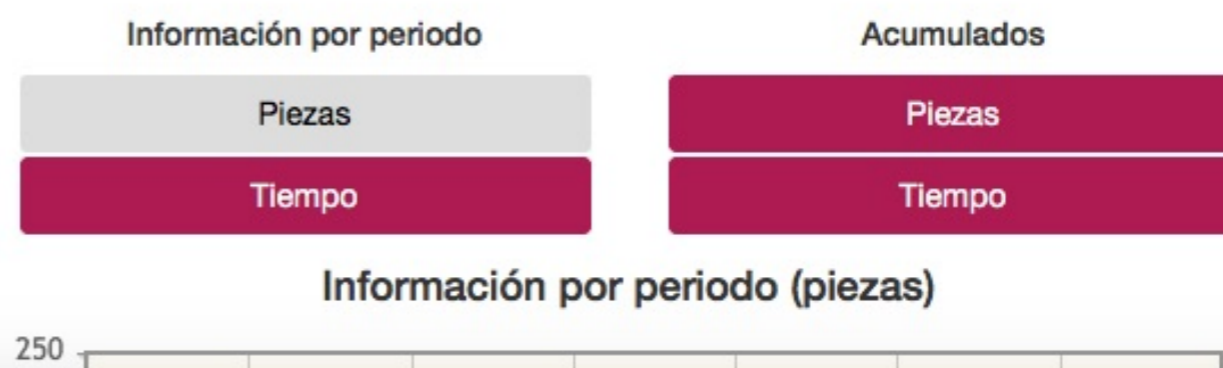 Información por periodo
Acumulados
Piezas
Piezas
Tiempo
Tiempo
Información por periodo (piezas)
250